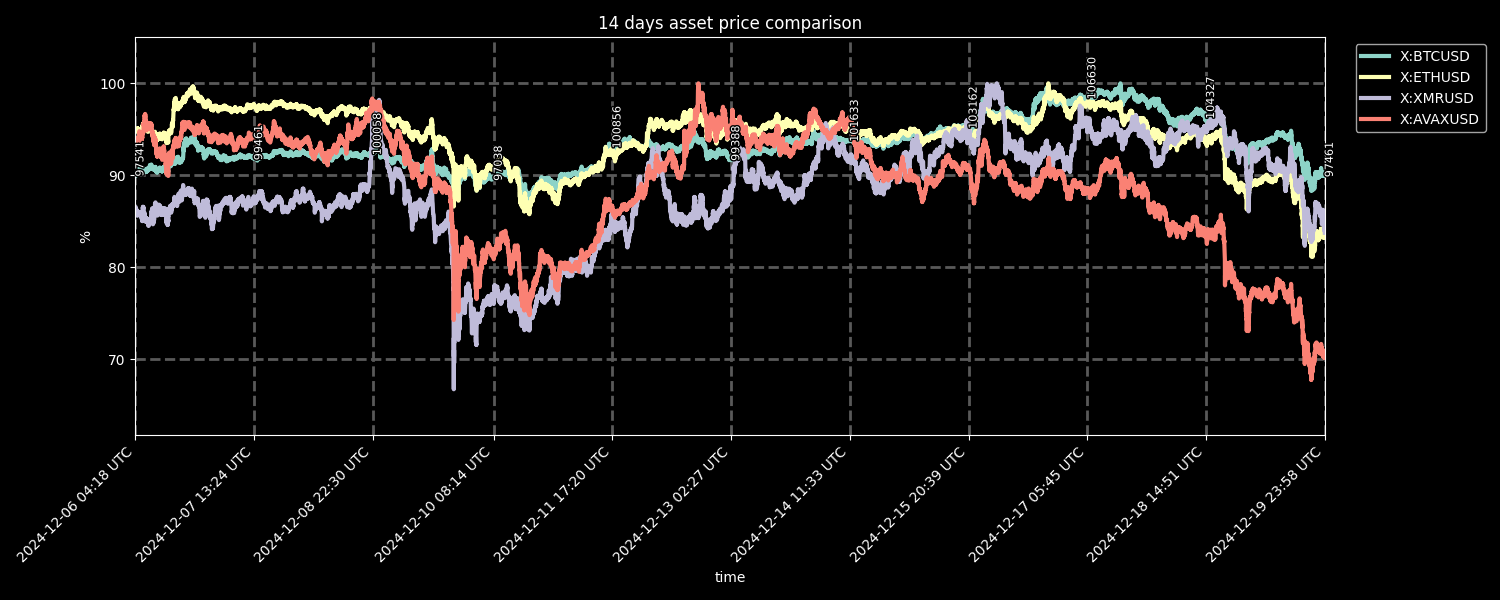 14 days asset price comparison
X:BTCUSD
X:ETHUSD
X:XMRUSD
X:AVAXUSD
100
90
80
70
%
97541
99461
100058
97038
100856
99388
101633
103162
106630
104327
97461
2024-12-06 04:18 UTC
2024-12-07 13:24 UTC
2024-12-08 22:30 UTC
2024-12-10 08:14 UTC
2024-12-11 17:20 UTC
2024-12-13 02:27 UTC
2024-12-14 11:33 UTC
2024-12-15 20:39 UTC
2024-12-17 05:45 UTC
2024-12-18 14:51 UTC
2024-12-19 23:58 UTC
time